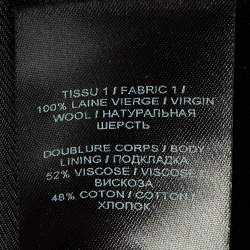 TISSU 1 / FABRIC 1 /
100% LAINE VIERGE / VIRGIN
WOOL / НАТУРАЛЬНАЯ
ШЕРСТЬ
DOUBLURE CORPS / BODY
LINING / ПОДКЛАДКА
52% VISCOSE / VISCOSE /
ВИСКОЗА
48% COTON / COTTON /
ХЛОПОК